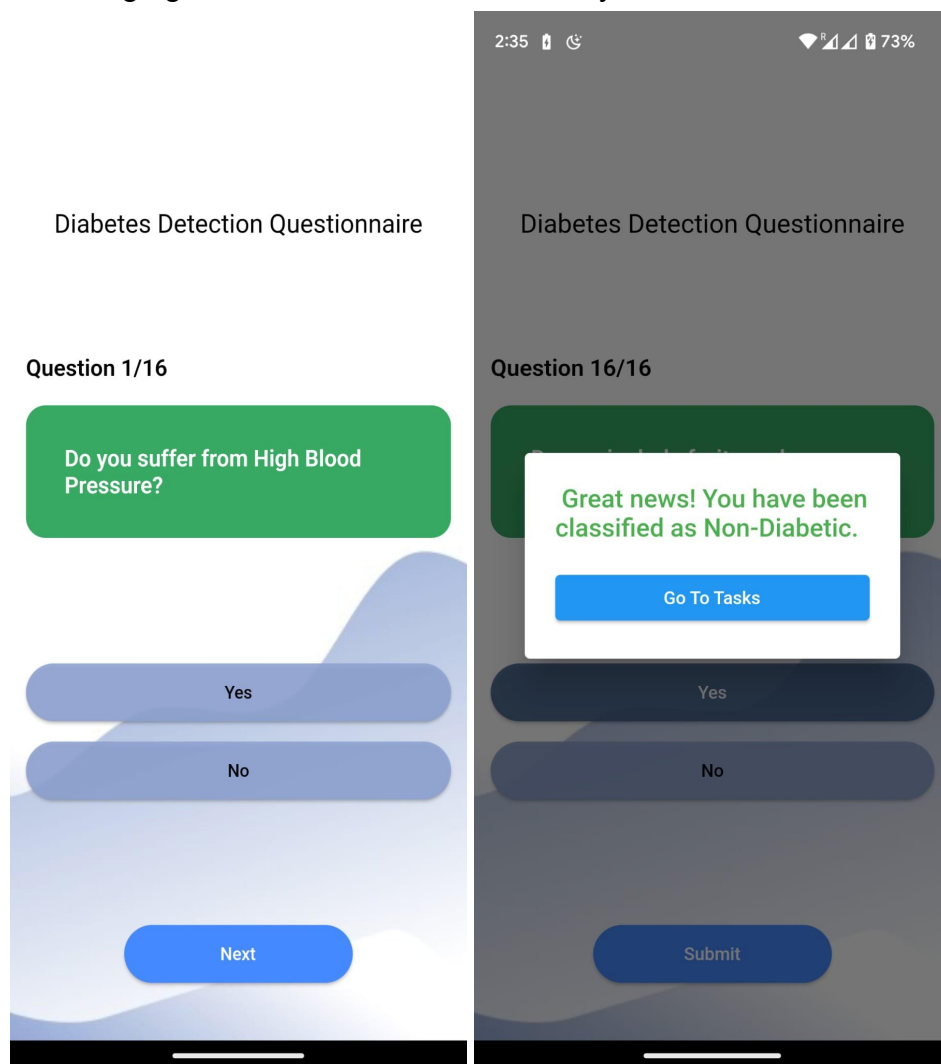 Diabetes Detection Questionnaire
Question 1/16
Do you suffer from High Blood
Pressure?
Yes
No
Next
2:35
R
73%
Diabetes Detection Questionnaire
Question 16/16
Great news! You have been
classified as Non-Diabetic.
Go To Tasks
Yes
No
Submit